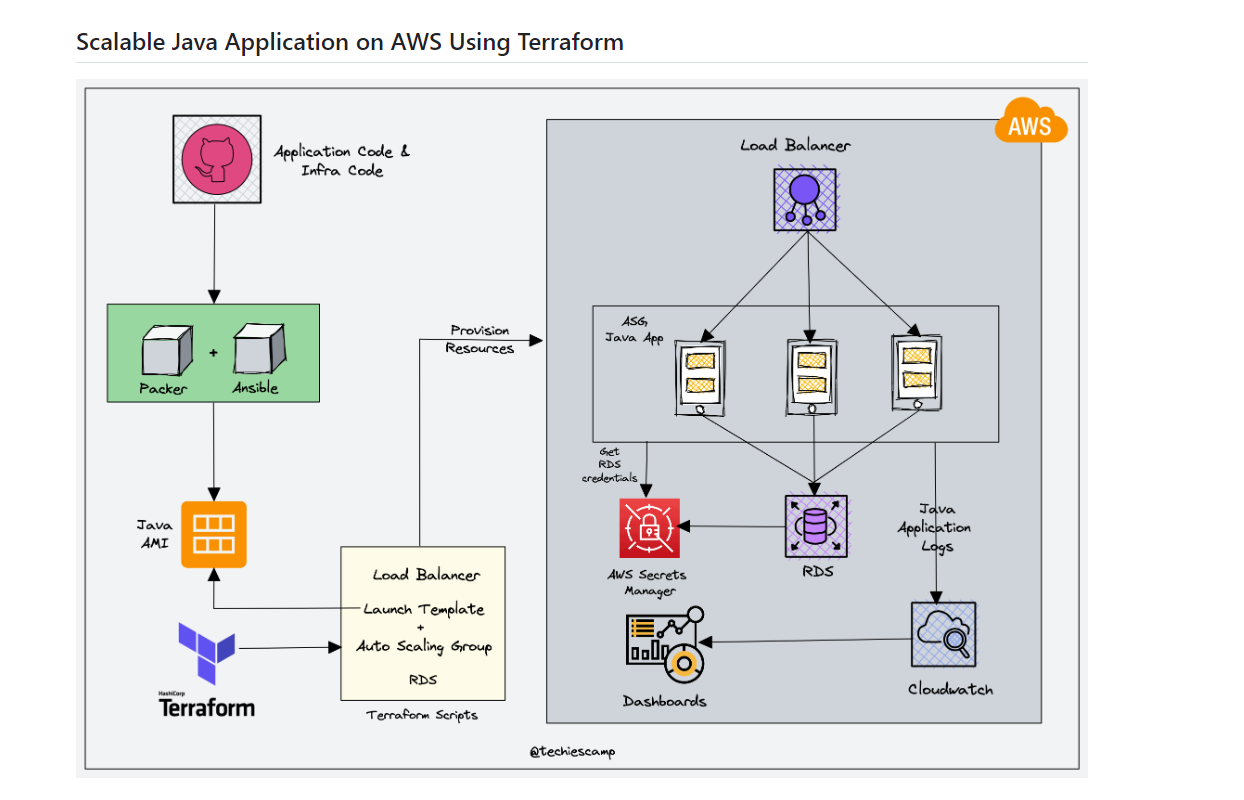 Scalable Java Application on AWS Using Terraform
AWS
Application Code &
Infra Code
Load Balancer
Packer
+
Ansible
Provision
Resources
ASG
Java App
Get
RDS
credentials
Java
AMI
Java
Application
Logs
AWS Secrets
Manager
RDS
Load Balancer
Launch Template
+
Auto Scaling Group
RDS
Terraform Scripts
HashiCorp
Terraform
Dashboards
Cloudwatch
@techiescamp